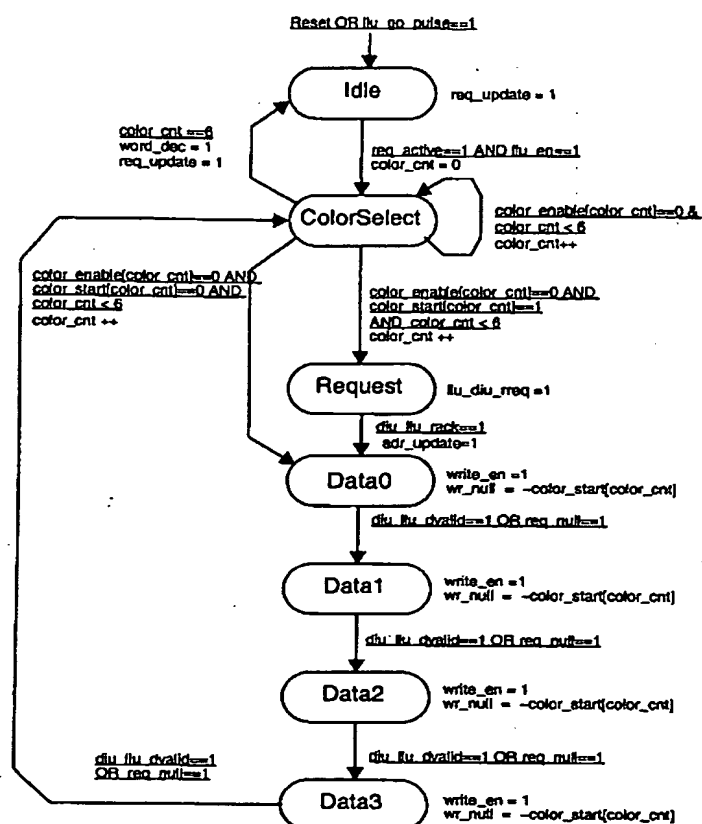 Reset OR llu_go_pulse==1
Idle
req_update = 1
color_cnt ==6
word_dec = 1
req_update = 1
req_active==1 AND llu_en==1
color_cnt = 0
ColorSelect
color_enable[color_cnt]==0 &
color_cnt < 6
color_cnt++
color_enable[color_cnt]==0 AND
color_start[color_cnt]==0 AND
color_cnt < 6
color_cnt ++
color_enable[color_cnt]==0 AND
color_start[color_cnt]==1
AND color_cnt < 6
color_cnt ++
Request
llu_diu_rreq =1
diu_llu_rack==1
adr_update=1
Data0
write_en =1
wr_null = ~color_start[color_cnt]
diu_llu_dvalid==1 OR req_null==1
Data1
write_en =1
wr_null = ~color_start[color_cnt]
diu_llu_dvalid==1 OR req_null==1
Data2
write_en = 1
wr_null = ~color_start[color_cnt]
diu_llu_dvalid==1
OR req_null==1
diu_llu_dvalid==1 OR req_null==1
Data3
write_en = 1
wr_null = ~color_start[color_cnt]